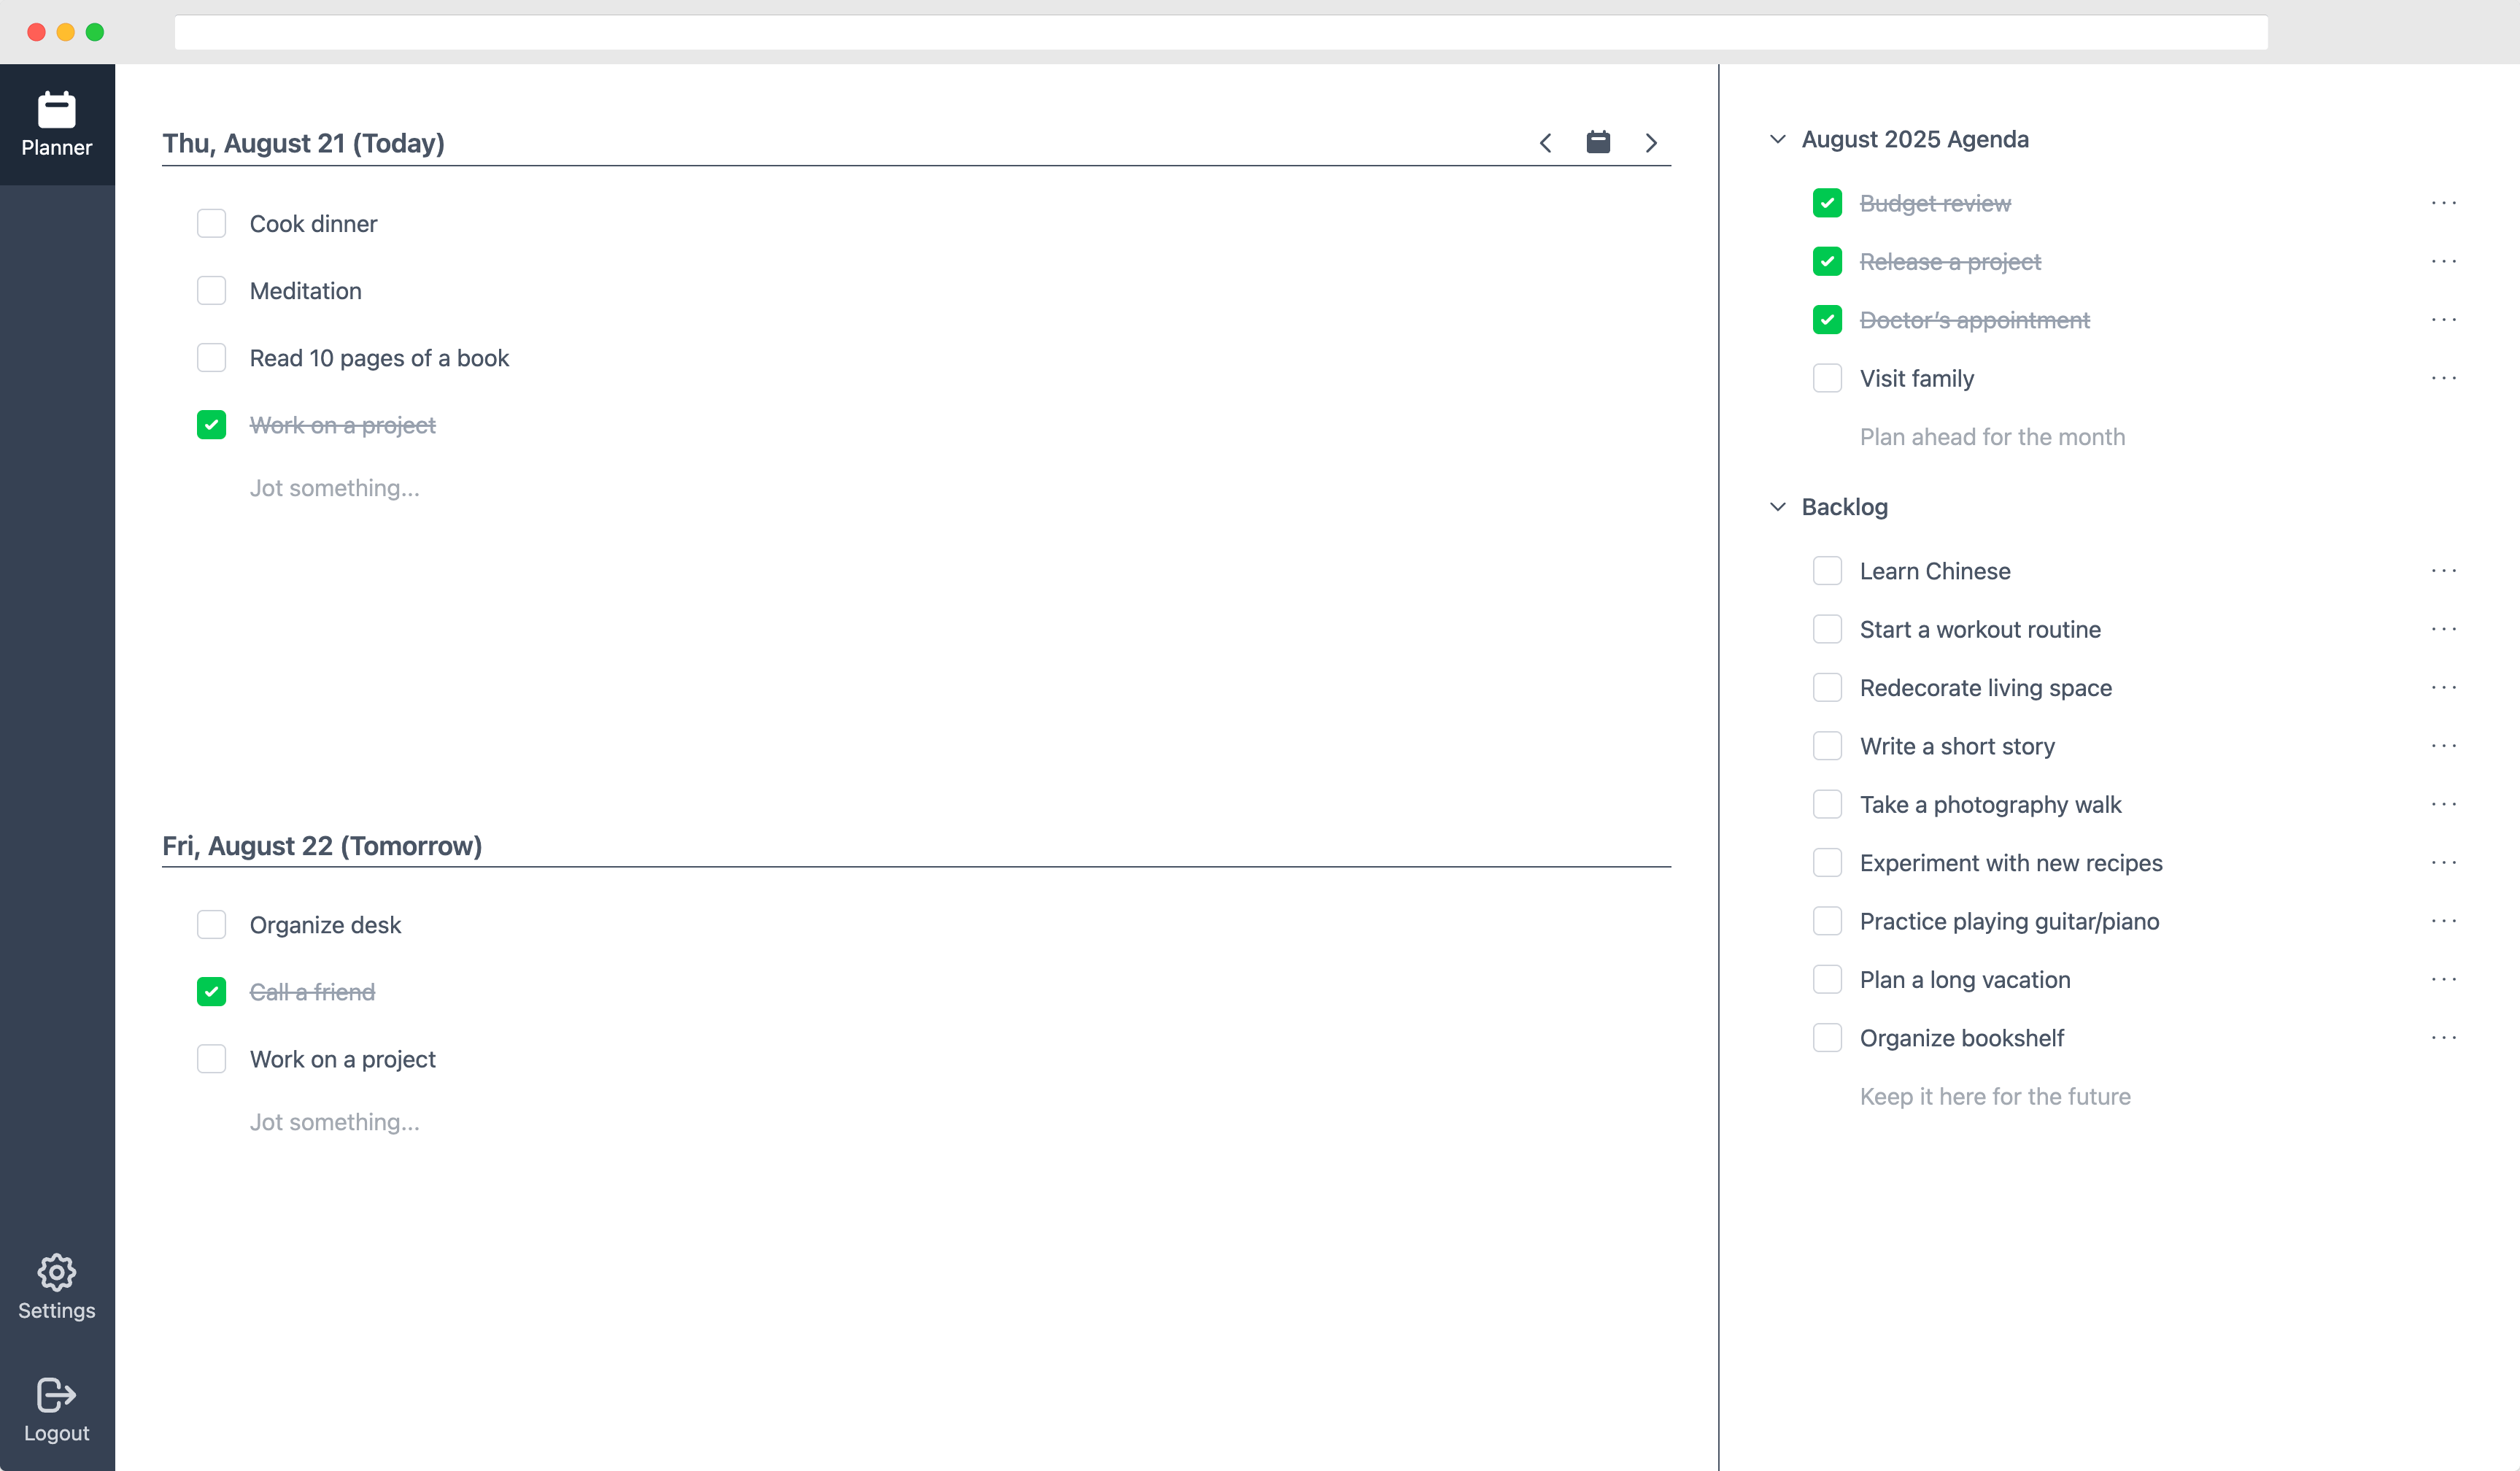 Planner
Settings
Logout
Thu, August 21 (Today)
Cook dinner
Meditation
Read 10 pages of a book
Work on a project
Jot something...
Fri, August 22 (Tomorrow)
Organize desk
Call a friend
Work on a project
Jot something...
August 2025 Agenda
Budget review
Release a project
Doctor’s appointment
Visit family
Plan ahead for the month
Backlog
Learn Chinese
Start a workout routine
Redecorate living space
Write a short story
Take a photography walk
Experiment with new recipes
Practice playing guitar/piano
Plan a long vacation
Organize bookshelf
Keep it here for the future